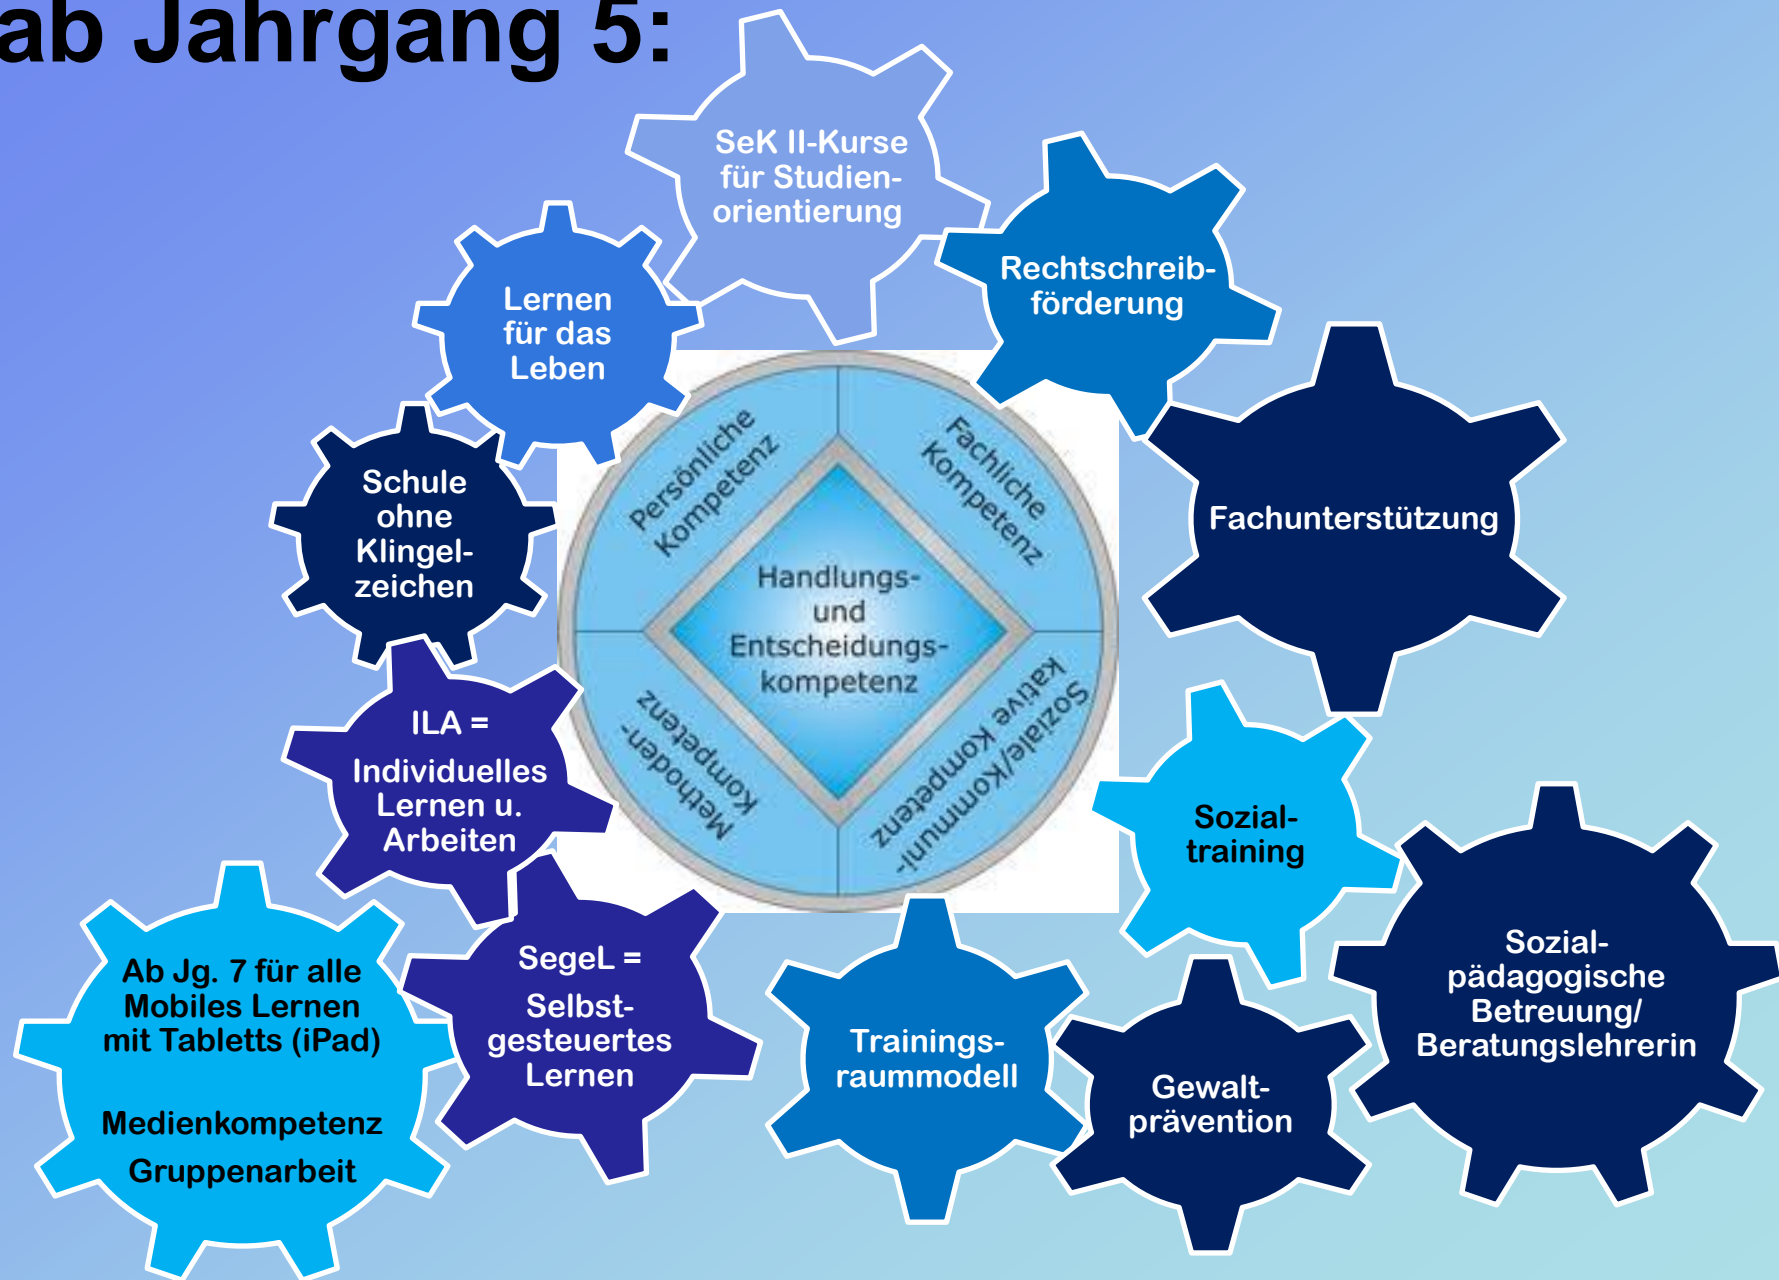 ab Jahrgang 5:
SeK II-Kurse
für Studien-
orientierung
Rechtschreib-
förderung
Lernen
für das
Leben
Fachunterstützung
Schule
ohne
Klingel-
zeichen
Persönliche
Kompetenz
Fachliche
Kompetenz
Handlungs-
und
Entscheidungs-
kompetenz
Methoden-
Kompetenz
Soziale/Kommuni-
kative Kompetenz
ILA =
Individuelles
Lernen u.
Arbeiten
Sozial-
training
Ab Jg. 7 für alle
Mobiles Lernen
mit Tabletts (iPad)
Medienkompetenz
Gruppenarbeit
SegeL =
Selbst-
gesteuertes
Lernen
Trainings-
raummodell
Gewalt-
prävention
Sozial-
pädagogische
Betreuung/
Beratungslehrerin